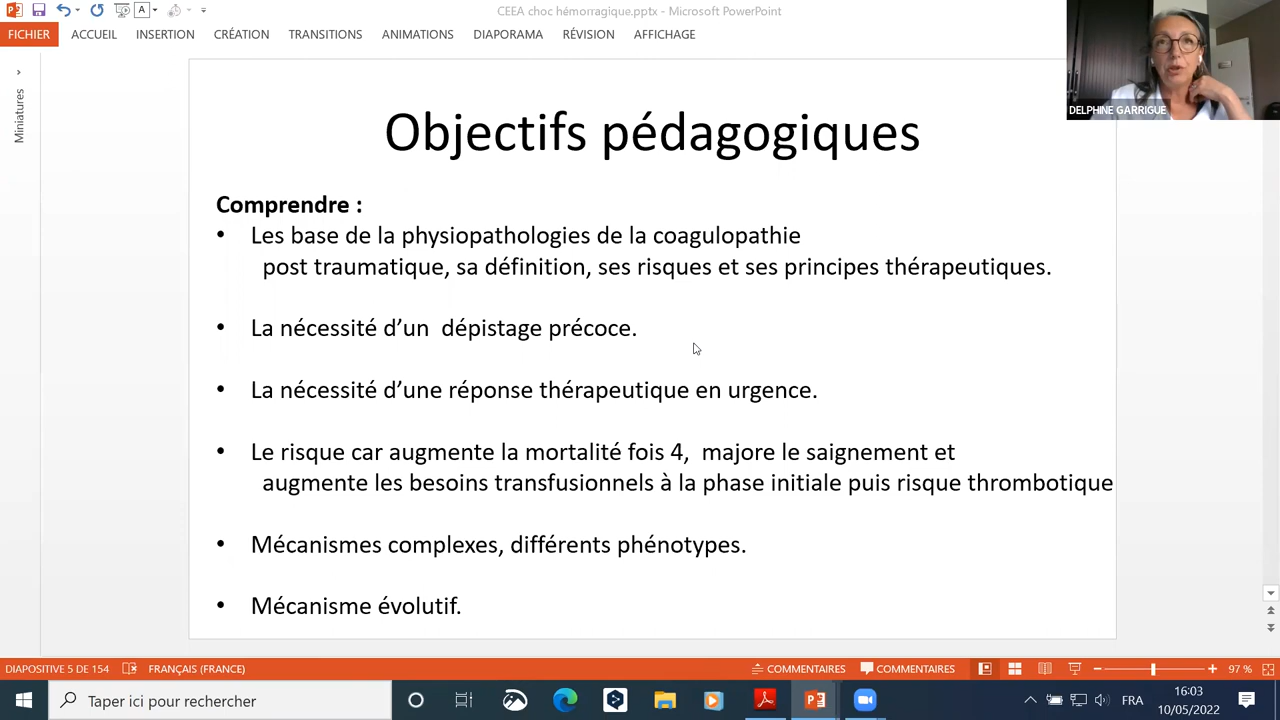 CEEA choc hémorragique.pptx - Microsoft PowerPoint
FICHIER ACCUEIL INSERTION CRÉATION TRANSITIONS ANIMATIONS DIAPORAMA RÉVISION AFFICHAGE
DELPHINE GARRIGUE
Miniatures
Objectifs pédagogiques
Comprendre :
• Les base de la physiopathologies de la coagulopathie
post traumatique, sa définition, ses risques et ses principes thérapeutiques.
• La nécessité d’un dépistage précoce.
• La nécessité d’une réponse thérapeutique en urgence.
• Le risque car augmente la mortalité fois 4, majore le saignement et
augmente les besoins transfusionnels à la phase initiale puis risque thrombotique
• Mécanismes complexes, différents phénotypes.
• Mécanisme évolutif.
DIAPOSITIVE 5 DE 154 FRANÇAIS (FRANCE) COMMENTAIRES COMMENTAIRES 97 %
Taper ici pour rechercher FRA 16:03
10/05/2022